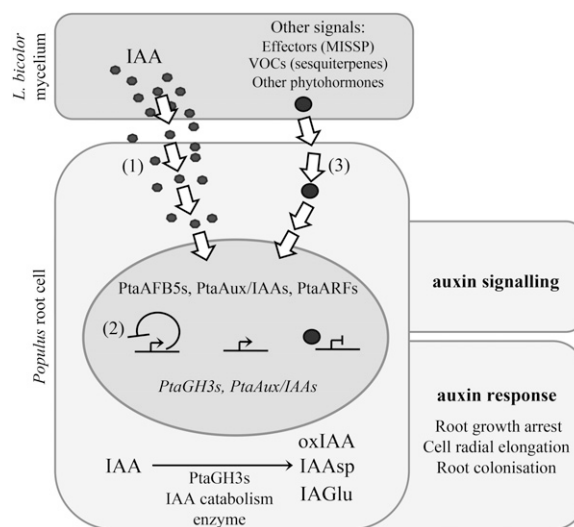 L. bicolor
mycelium
IAA
Other signals:
Effectors (MISSP)
VOCs (sesquiterpenes)
Other phytohormones
(1)
(3)
Populus root cell
PtaAFB5s, PtaAux/IAAs, PtaARFs
(2)
PtaGH3s, PtaAux/IAAs
IAA
PtaGH3s
IAA catabolism
enzyme
oxIAA
IAAsp
IAGlu
auxin signalling
auxin response
Root growth arrest
Cell radial elongation
Root colonisation